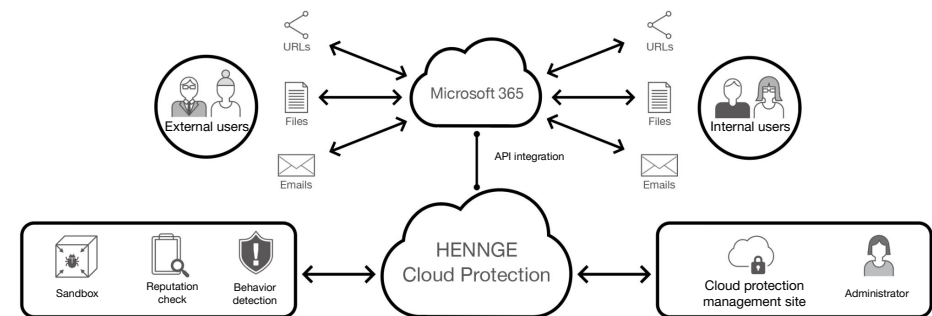 URLs
URLs
Microsoft 365
External users
Files
Files
Internal users
API integration
Emails
Emails
HENNGE
Cloud Protection
Sandbox
Reputation
check
Behavior
detection
Cloud protection
management site
Administrator